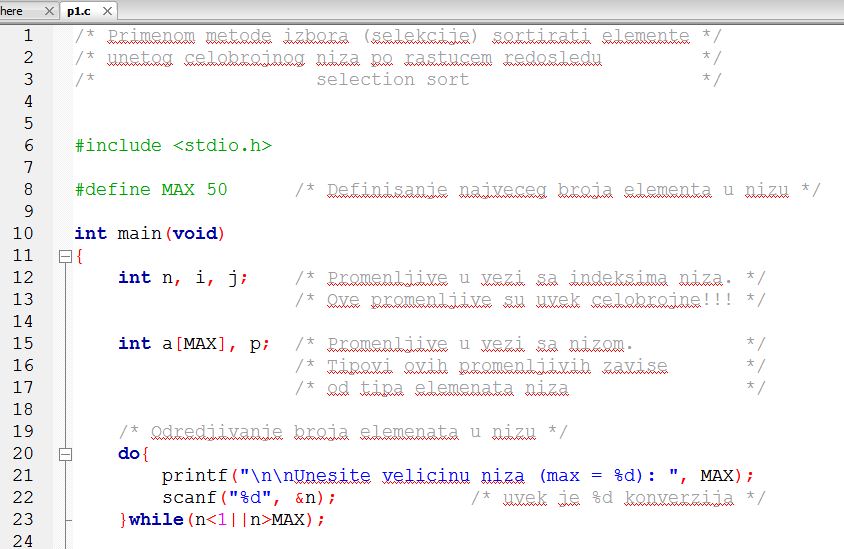 here p1.c
1 /* Primenom metode izbora (selekcije) sortirati elemente */
2 /* unetog celobrojnog niza po rastucem redosledu */
3 /* selection sort */
4
5
6 #include <stdio.h>
7
8 #define MAX 50 /* Definisanje najveceg broja elementa u nizu */
9
10 int main(void)
11 {
12 int n, i, j; /* Promenljive u vezi sa indeksima niza. */
13 /* Ove promenljive su uvek celobrojne!!! */
14
15 int a[MAX], p; /* Promenljive u vezi sa nizom. */
16 /* Tipovi ovih promenljivih zavise */
17 /* od tipa elemenata niza */
18
19 /* Odredjivanje broja elemenata u nizu */
20 do{
21 printf("\n\nUnesite velicinu niza (max = %d): ", MAX);
22 scanf("%d", &n); /* uvek je %d konverzija */
23 }while(n<1||n>MAX);
24